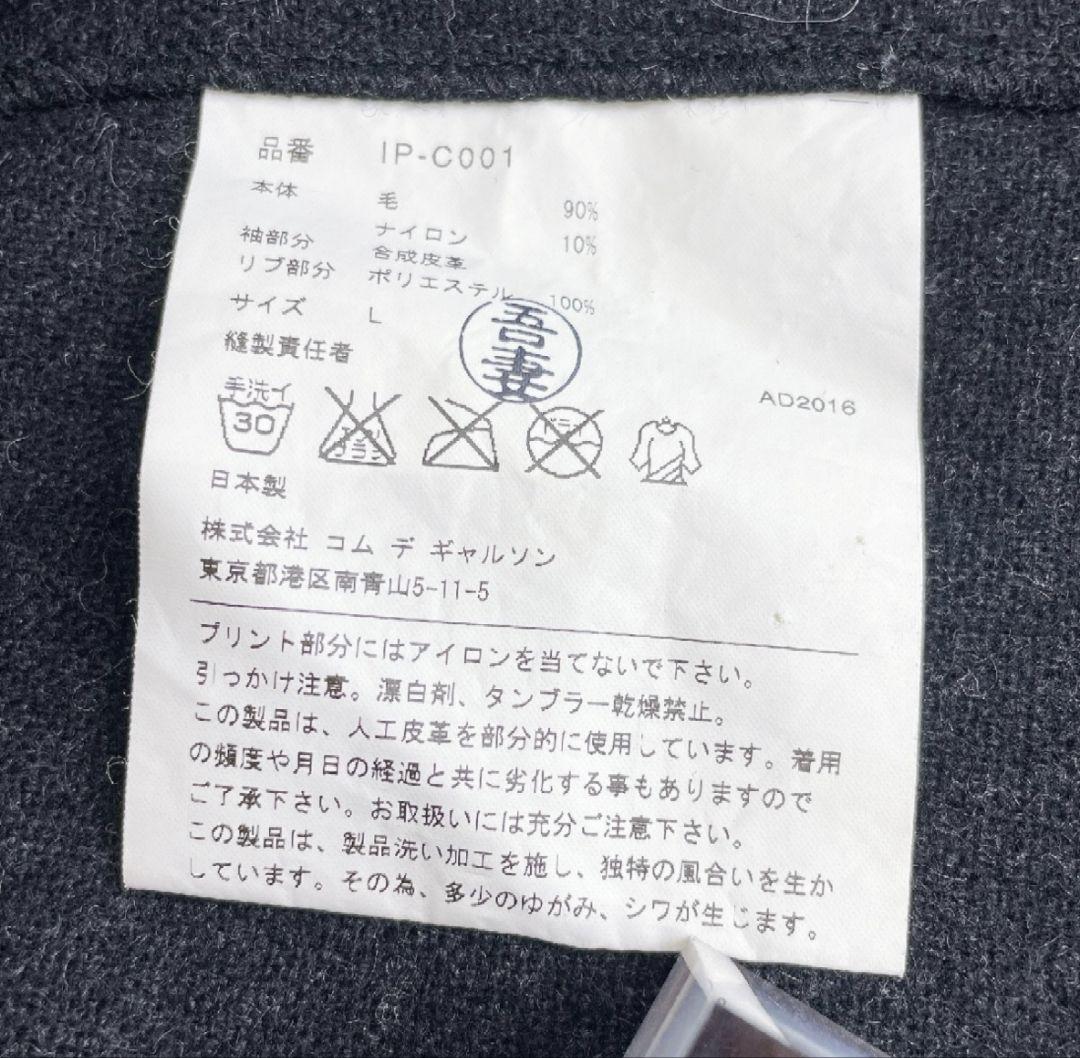 品番 IP-C001
本体 毛 90%
ナイロン 10%
袖部分 合成皮革
リブ部分 ポリエステル 100%
サイズ L
吾妻
縫製責任者
AD2016
手洗イ
30
エンソ
サラシ
ドライ
日本製
株式会社 コム デ ギャルソン
東京都港区南青山5-11-5
プリント部分にはアイロンを当てないで下さい。
引っかけ注意。漂白剤、タンブラー乾燥禁止。
この製品は、人工皮革を部分的に使用しています。着用
の頻度や月日の経過と共に劣化する事もありますので
ご了承下さい。お取扱いには充分ご注意下さい。
この製品は、製品洗い加工を施し、独特の風合いを生か
しています。その為、多少のゆがみ、シワが生じます。